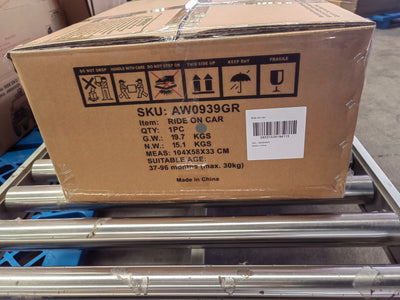 DO NOT DROP
HANDLE WITH CARE
DO NOT STEP ON
THIS SIDE UP
KEEP DRY
FRAGILE
SKU: AW0939GR
Item: RIDE ON CAR
QTY: 1PC
G.W.: 19.7 KGS
N.W.: 15.1 KGS
MEAS: 104X58X33 CM
SUITABLE AGE:
37-96 months (max. 30kg)
Made in China